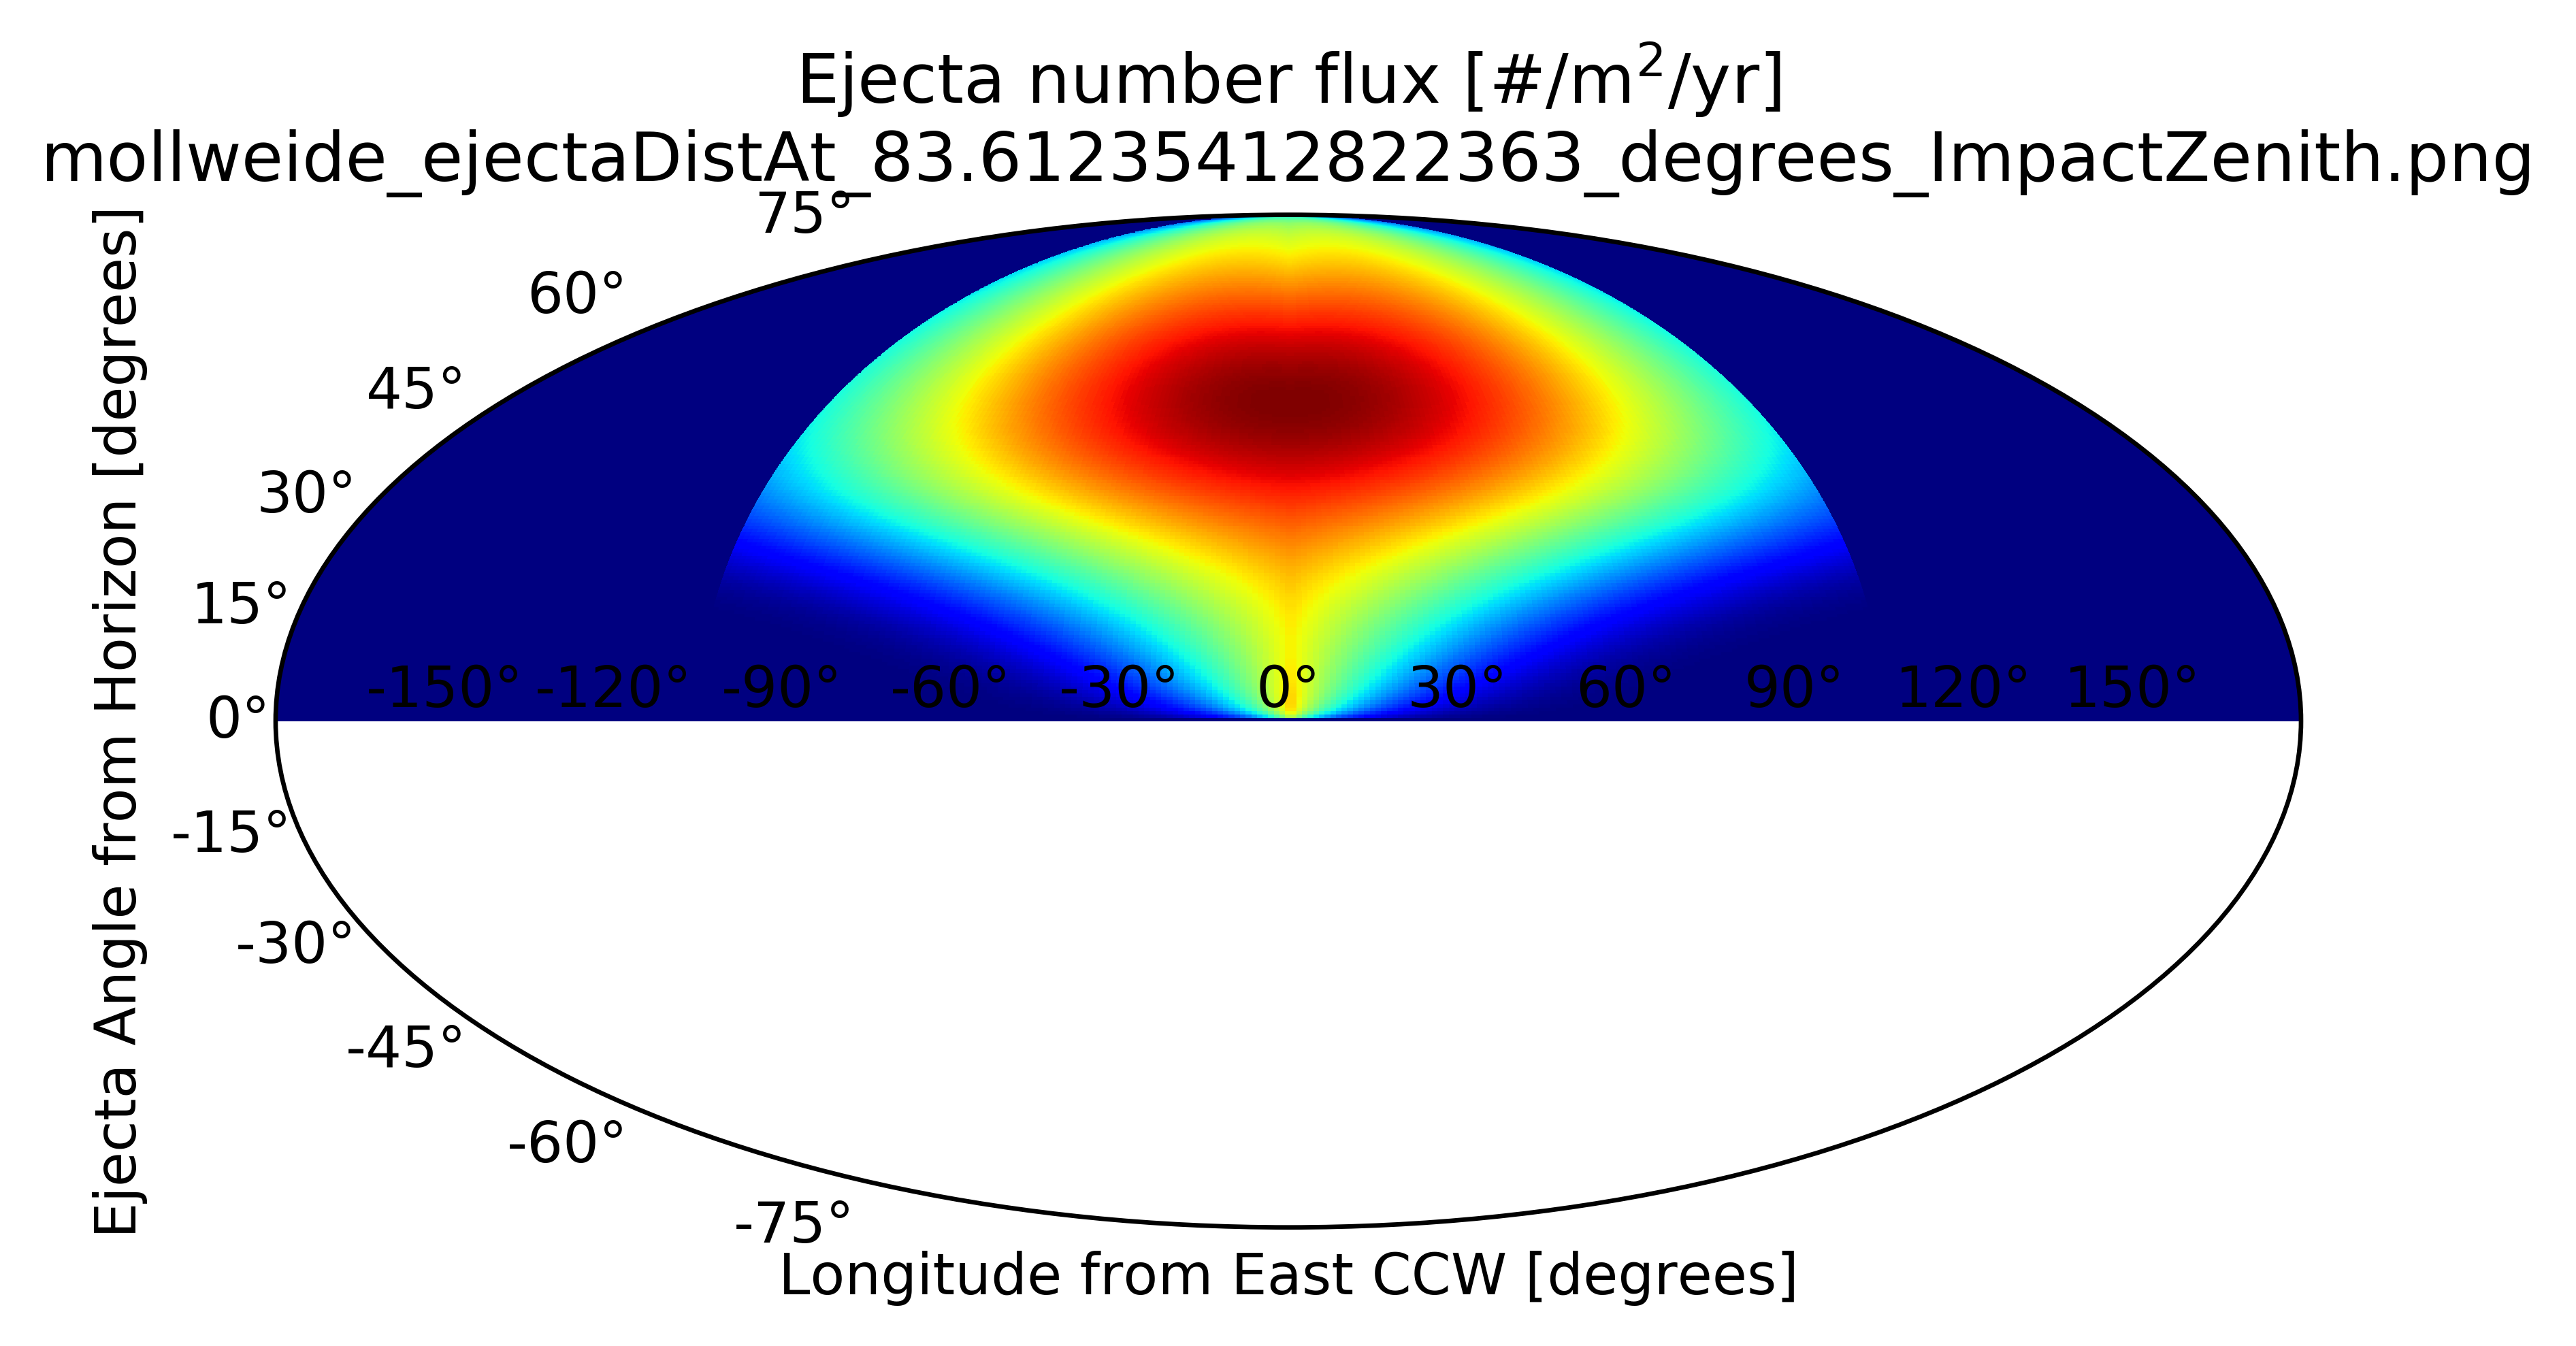 Ejecta number flux [#/m²/yr]
mollweide_ejectaDistAt_83.61235412822363_degrees_ImpactZenith.png
75°
60°
45°
30°
15°
0°
-15°
-30°
-45°
-60°
-75°
Ejecta Angle from Horizon [degrees]
-150° -120° -90° -60° -30° 0° 30° 60° 90° 120° 150°
Longitude from East CCW [degrees]